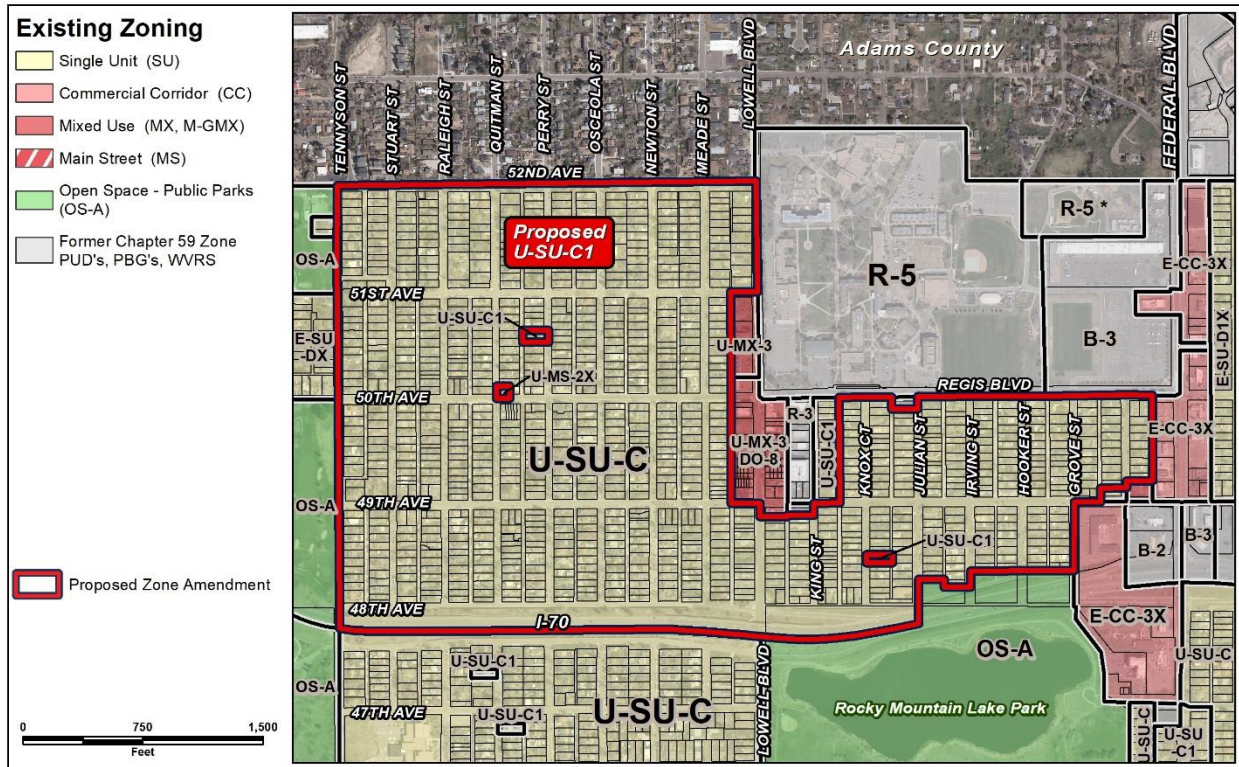 Existing Zoning
Single Unit (SU)
Commercial Corridor (CC)
Mixed Use (MX, M-GMX)
Main Street (MS)
Open Space - Public Parks
(OS-A)
Former Chapter 59 Zone
PUD's, PBG's, WVRS
Proposed Zone Amendment
0 750 1,500
Feet
Adams County
TENNYSON ST
STUART ST
RALEIGH ST
QUITMAN ST
PERRY ST
OSCEOLA ST
NEWTON ST
MEADE ST
LOWELL BLVD
FEDERAL BLVD
52ND AVE
Proposed
U-SU-C1
R-5 *
R-5
OS-A
51ST AVE
E-CC-3X
U-SU-C1
E-SU
-DX
U-MX-3
B-3
E-SU-D1X
U-MS-2X
50TH AVE
REGIS BLVD
R-3
U-MX-3
DO-8
U-SU-C1
KNOX CT
JULIAN ST
IRVING ST
HOOKER ST
GROVE ST
E-CC-3X
U-SU-C
49TH AVE
OS-A
U-SU-C1
B-2
B-3
KING ST
48TH AVE
I-70
E-CC-3X
OS-A
U-SU-C1
U-SU-C
OS-A
47TH AVE
U-SU-C1
U-SU-C
LOWELL BLVD
Rocky Mountain Lake Park
U-SU-C
U-SU
C1